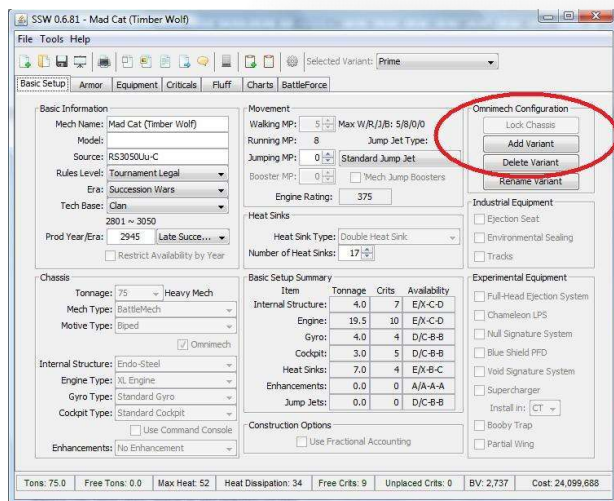 SSW 0.6.81 - Mad Cat (Timber Wolf)
File Tools Help
Selected Variant: Prime
Basic Setup Armor Equipment Criticals Fluff Charts BattleForce
Basic Information
Mech Name: Mad Cat (Timber Wolf)
Model:
Source: RS3050Uu-C
Rules Level: Tournament Legal
Era: Succession Wars
Tech Base: Clan
2801 ~ 3050
Prod Year/Era: 2945 Late Succe...
Restrict Availability by Year
Chassis
Tonnage: 75 Heavy Mech
Mech Type: BattleMech
Motive Type: Biped
Omnimech
Internal Structure: Endo-Steel
Engine Type: XL Engine
Gyro Type: Standard Gyro
Cockpit Type: Standard Cockpit
Use Command Console
Enhancements: No Enhancement
Movement
Walking MP: 5 Max W/R/J/B: 5/8/0/0
Running MP: 8 Jump Jet Type:
Jumping MP: 0 Standard Jump Jet
Booster MP: 0 'Mech Jump Boosters
Engine Rating: 375
Heat Sinks
Heat Sink Type: Double Heat Sink
Number of Heat Sinks: 17
Basic Setup Summary
Item Tonnage Crits Availability
Internal Structure: 4.0 7 E/X-C-D
Engine: 19.5 10 E/X-C-D
Gyro: 4.0 4 D/C-B-B
Cockpit: 3.0 5 D/C-B-B
Heat Sinks: 7.0 4 E/X-B-C
Enhancements: 0.0 0 A/A-A-A
Jump Jets: 0.0 0 D/C-B-B
Construction Options
Use Fractional Accounting
Omnimech Configuration
Lock Chassis
Add Variant
Delete Variant
Rename Variant
Industrial Equipment
Ejection Seat
Environmental Sealing
Tracks
Experimental Equipment
Full-Head Ejection System
Chameleon LPS
Null Signature System
Blue Shield PFD
Void Signature System
Supercharger
Install in: CT
Booby Trap
Partial Wing
Tons: 75.0 Free Tons: 0.0 Max Heat: 52 Heat Dissipation: 34 Free Crits: 9 Unplaced Crits: 0 BV: 2,737 Cost: 24,099,688